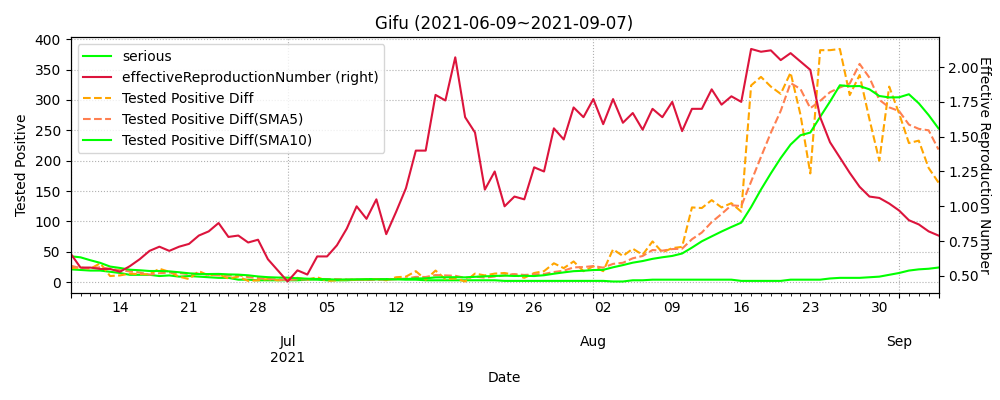 Gifu (2021-06-09~2021-09-07)
serious
effectiveReproductionNumber (right)
Tested Positive Diff
Tested Positive Diff(SMA5)
Tested Positive Diff(SMA10)
Tested Positive
400
350
300
250
200
150
100
50
0
2.00
1.75
1.50
1.25
1.00
0.75
0.50
Effective Reproduction Number
14 21 28 05 12 19 26 02 09 16 23 30
Jul Aug Sep
2021
Date